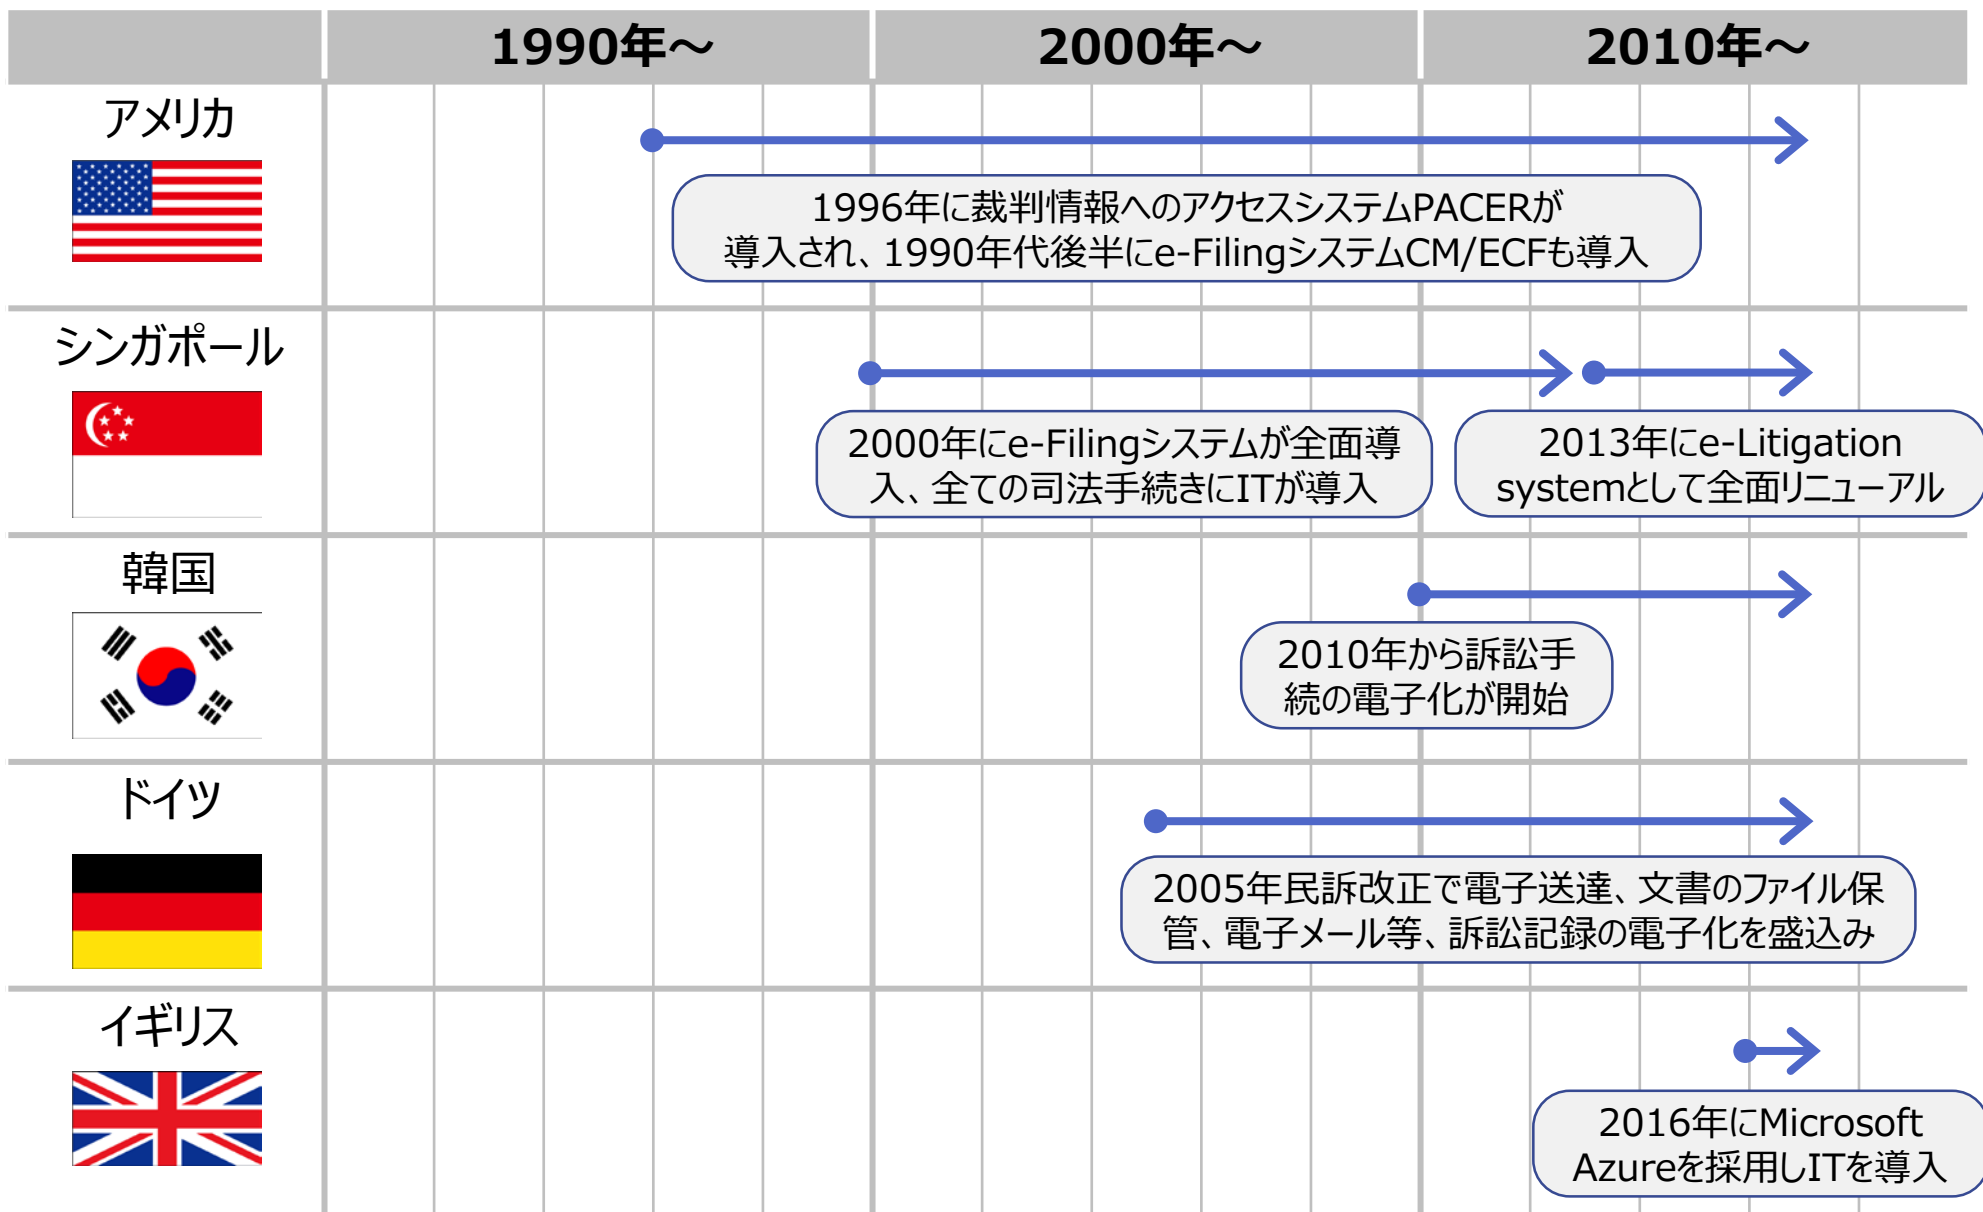 1990年～
2000年～
2010年～
アメリカ
1996年に裁判情報へのアクセスシステムPACERが
導入され、1990年代後半にe-FilingシステムCM/ECFも導入
シンガポール
2000年にe-Filingシステムが全面導
入、全ての司法手続きにITが導入
2013年にe-Litigation
systemとして全面リニューアル
韓国
2010年から訴訟手
続の電子化が開始
ドイツ
2005年民訴改正で電子送達、文書のファイル保
管、電子メール等、訴訟記録の電子化を盛込み
イギリス
2016年にMicrosoft
Azureを採用しITを導入